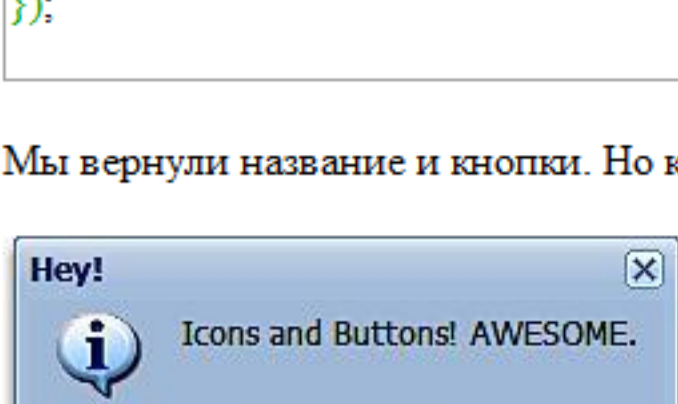 });
Мы вернули название и кнопки. Но к
Hey!
Icons and Buttons! AWESOME.